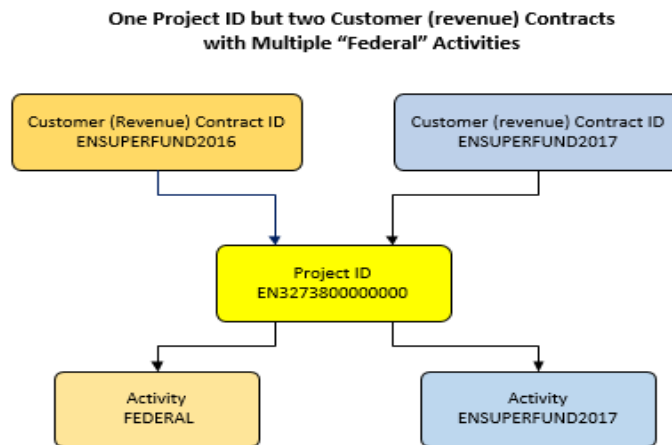 One Project ID but two Customer (revenue) Contracts
with Multiple “Federal” Activities
Customer (Revenue) Contract ID
ENSUPERFUND2016
Customer (revenue) Contract ID
ENSUPERFUND2017
Project ID
EN3273800000000
Activity
FEDERAL
Activity
ENSUPERFUND2017